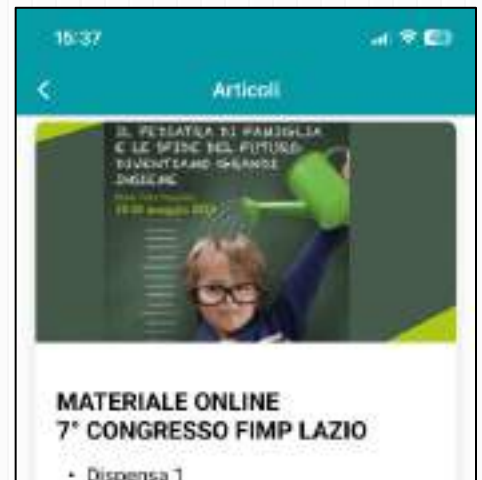 15:37
Articoli
IL PEDIATRA DI FAMIGLIA
E LE SFIDE DEL FUTURO:
DIVENTIAMO GRANDI
INSIEME
maggio
MATERIALE ONLINE
7° CONGRESSO FIMP LAZIO
• Dispensa 1